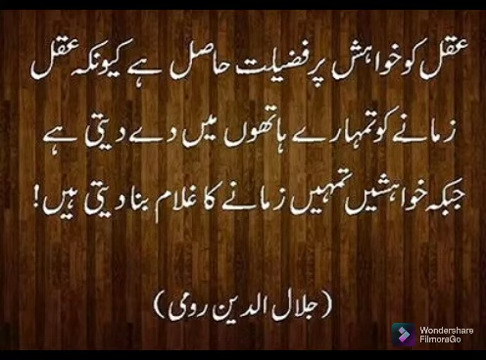 عقل کو خواہش پر فضیلت حاصل ہے کیونکہ عقل
زمانے کو تمہارے ہاتھوں میں دے دیتی ہے
جبکہ خواہشیں تمہیں زمانے کا غلام بنا دیتی ہیں!
(جلال الدین رومی)
Wondershare
FilmoraGo